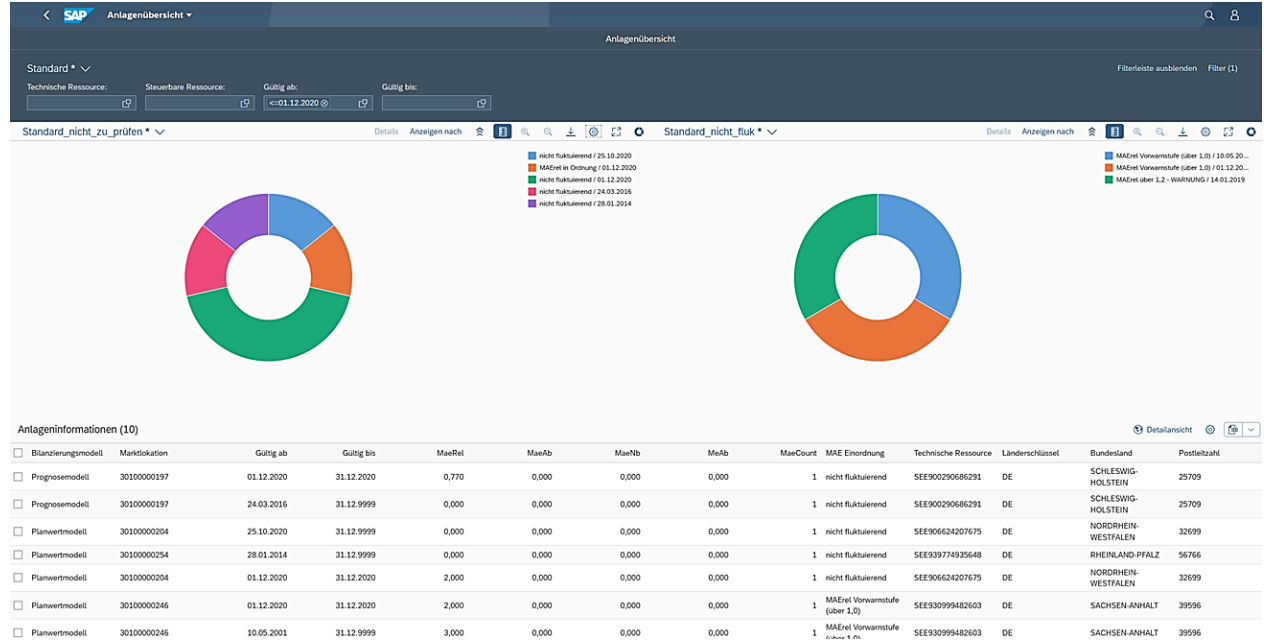 SAP Anlagenübersicht
Anlagenübersicht
Standard *
Filterleiste ausblenden Filter (1)
Technische Ressource: Steuerbare Ressource: Gültig ab: Gültig bis:
<=01.12.2020
Standard_nicht_zu_prüfen * Details Anzeigen nach
Standard_nicht_fluk * Details Anzeigen nach
nicht fluktuierend / 25.10.2020
MAErel in Ordnung / 01.12.2020
nicht fluktuierend / 01.12.2020
nicht fluktuierend / 24.03.2016
nicht fluktuierend / 28.01.2014
MAErel Vorwarnstufe (über 1,0) / 10.05.20...
MAErel Vorwarnstufe (über 1,0) / 01.12.20...
MAErel über 1,2 - WARNUNG / 14.01.2019
Anlageninformationen (10)
Detailansicht
Bilanzierungsmodell Marktlokation Gültig ab Gültig bis MaeRel MaeAb MaeNb MeAb MaeCount MAE Einordnung Technische Ressource Länderschlüssel Bundesland Postleitzahl
Prognosemodell 30100000197 01.12.2020 31.12.2020 0,770 0,000 0,000 0,000 1 nicht fluktuierend SEE900290686291 DE SCHLESWIG-
HOLSTEIN 25709
Prognosemodell 30100000197 24.03.2016 31.12.9999 0,000 0,000 0,000 0,000 1 nicht fluktuierend SEE900290686291 DE SCHLESWIG-
HOLSTEIN 25709
Planwertmodell 30100000204 25.10.2020 31.12.9999 0,000 0,000 0,000 0,000 1 nicht fluktuierend SEE906624207675 DE NORDRHEIN-
WESTFALEN 32699
Planwertmodell 30100000254 28.01.2014 31.12.9999 0,000 0,000 0,000 0,000 1 nicht fluktuierend SEE939774935648 DE RHEINLAND-PFALZ 56766
Planwertmodell 30100000204 01.12.2020 31.12.2020 2,000 0,000 0,000 0,000 1 nicht fluktuierend SEE906624207675 DE NORDRHEIN-
WESTFALEN 32699
Planwertmodell 30100000246 01.12.2020 31.12.2020 2,000 0,000 0,000 0,000 1 MAErel Vorwarnstufe
(über 1,0) SEE930999482603 DE SACHSEN-ANHALT 39596
Planwertmodell 30100000246 10.05.2001 31.12.9999 3,000 0,000 0,000 0,000 1 MAErel Vorwarnstufe
(über 1,0) SEE930999482603 DE SACHSEN-ANHALT 39596